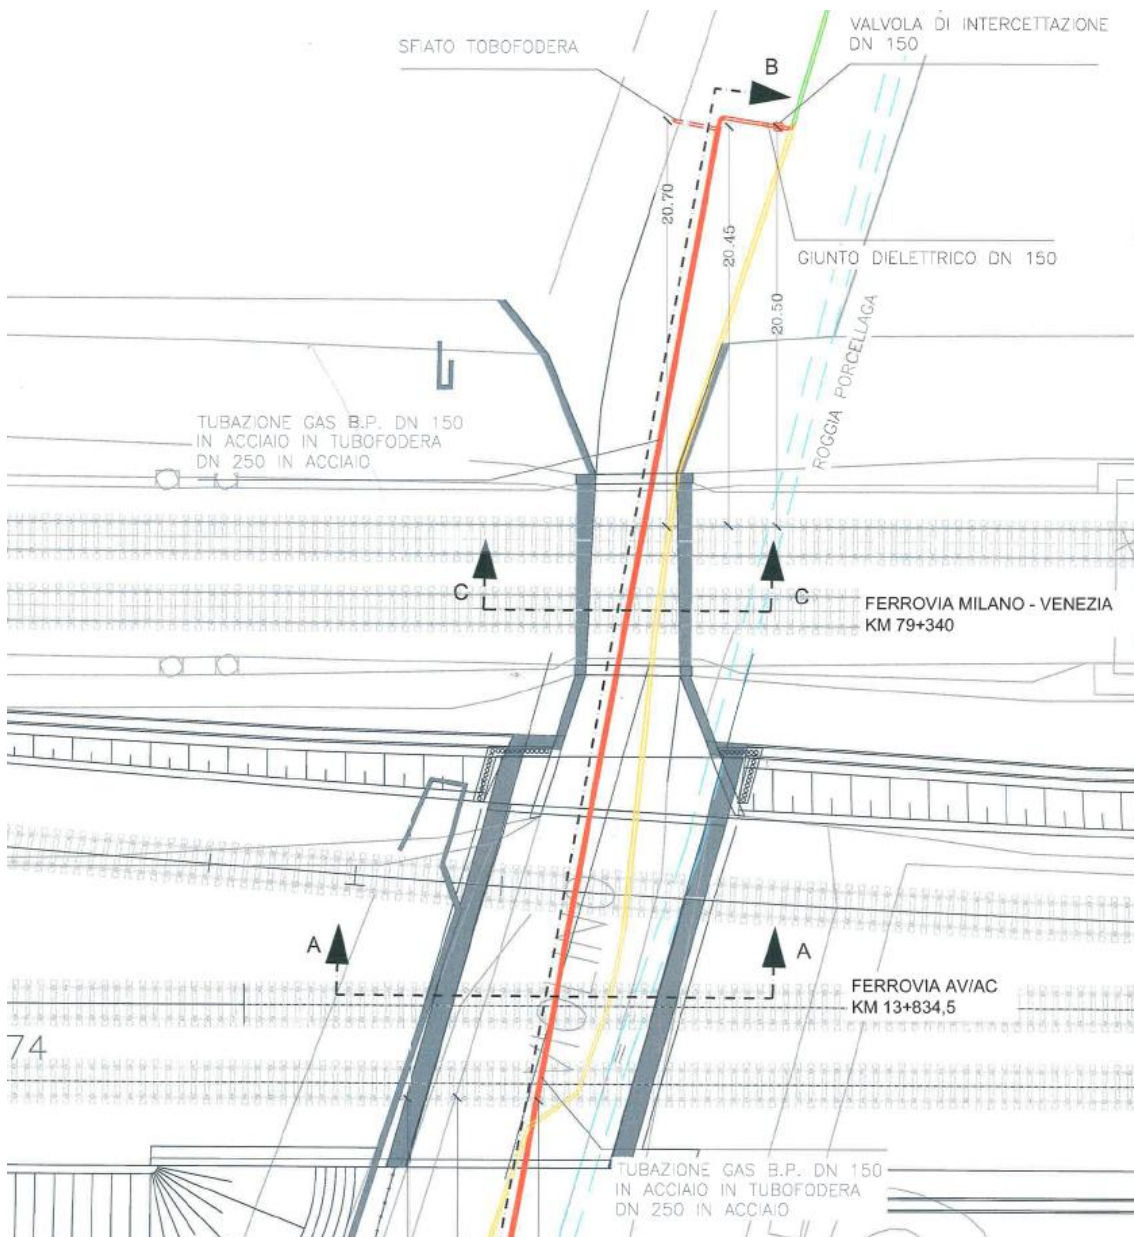 SFIATO TOBOFODERA
VALVOLA DI INTERCETTAZIONE
DN 150
B
20.70
20.45
20.50
GIUNTO DIELETTRICO DN 150
ROGGIA PORCELLAGA
TUBAZIONE GAS B.P. DN 150
IN ACCIAIO IN TUBOFODERA
DN 250 IN ACCIAIO
C
C
FERROVIA MILANO - VENEZIA
KM 79+340
A
A
FERROVIA AV/AC
KM 13+834,5
74
TUBAZIONE GAS B.P. DN 150
IN ACCIAIO IN TUBOFODERA
DN 250 IN ACCIAIO